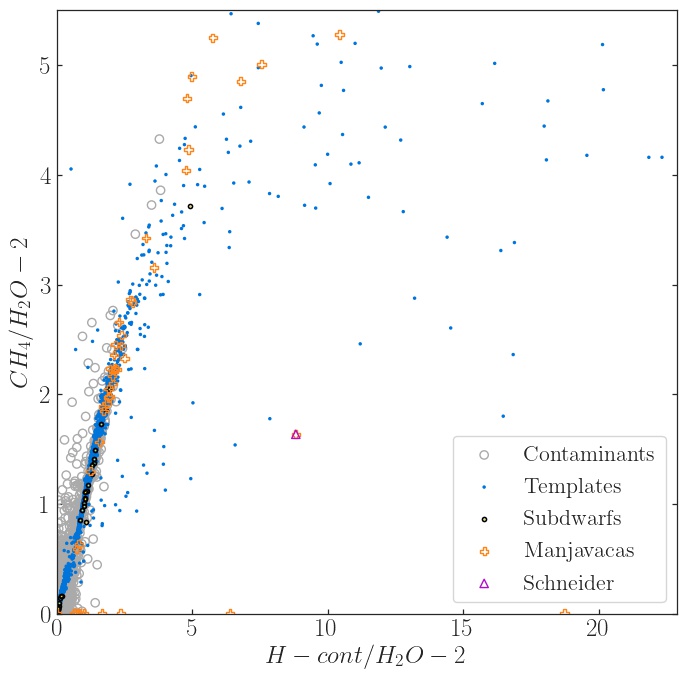 5
4
3
2
1
0
0
5
10
15
20
CH₄/H₂O − 2
H − cont/H₂O − 2
Contaminants
Templates
Subdwarfs
Manjavacas
Schneider